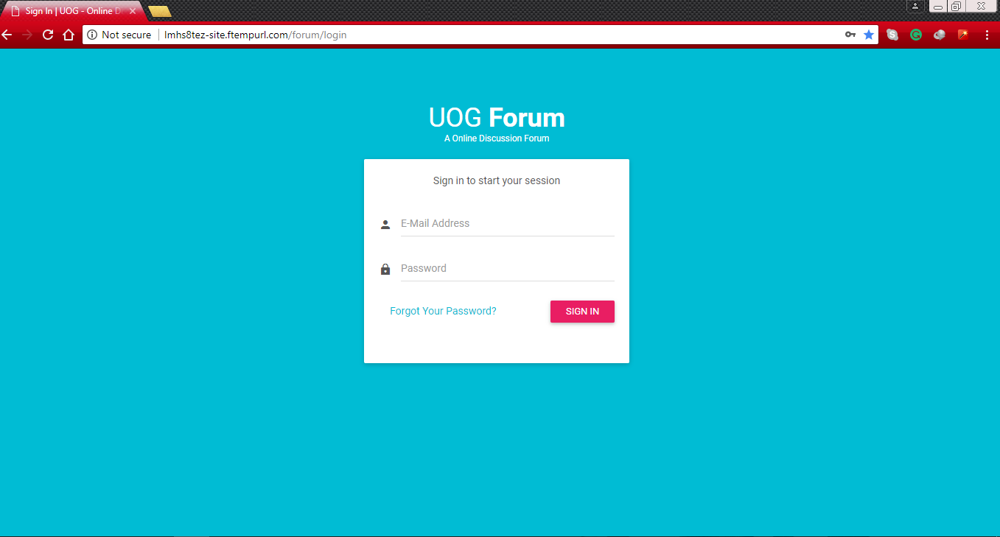 Sign In | UOG - Online D
Not secure lmhs8tez-site.ftempurl.com/forum/login
UOG Forum
A Online Discussion Forum
Sign in to start your session
E-Mail Address
Password
Forgot Your Password?
SIGN IN